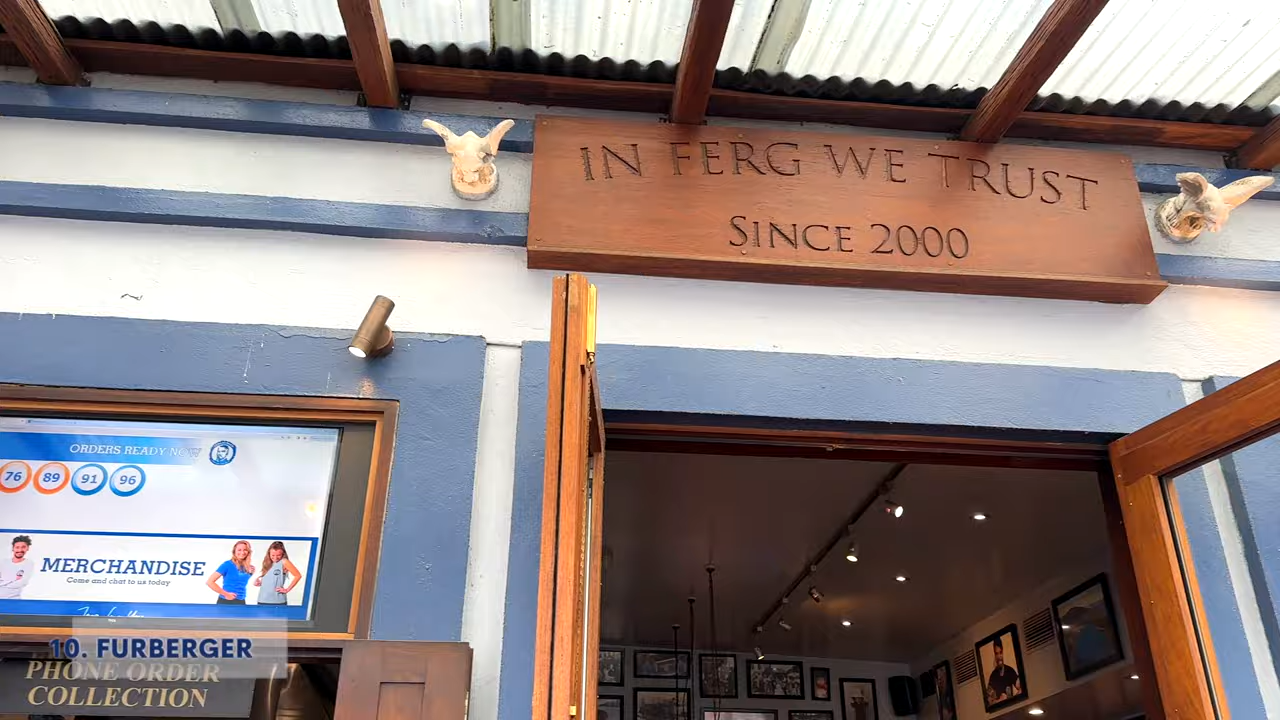 IN FERG WE TRUST
SINCE 2000
ORDERS READY NOW
76 89 91 96
MERCHANDISE
Come and chat to us today
10. FURBERGER
PHONE ORDER
COLLECTION